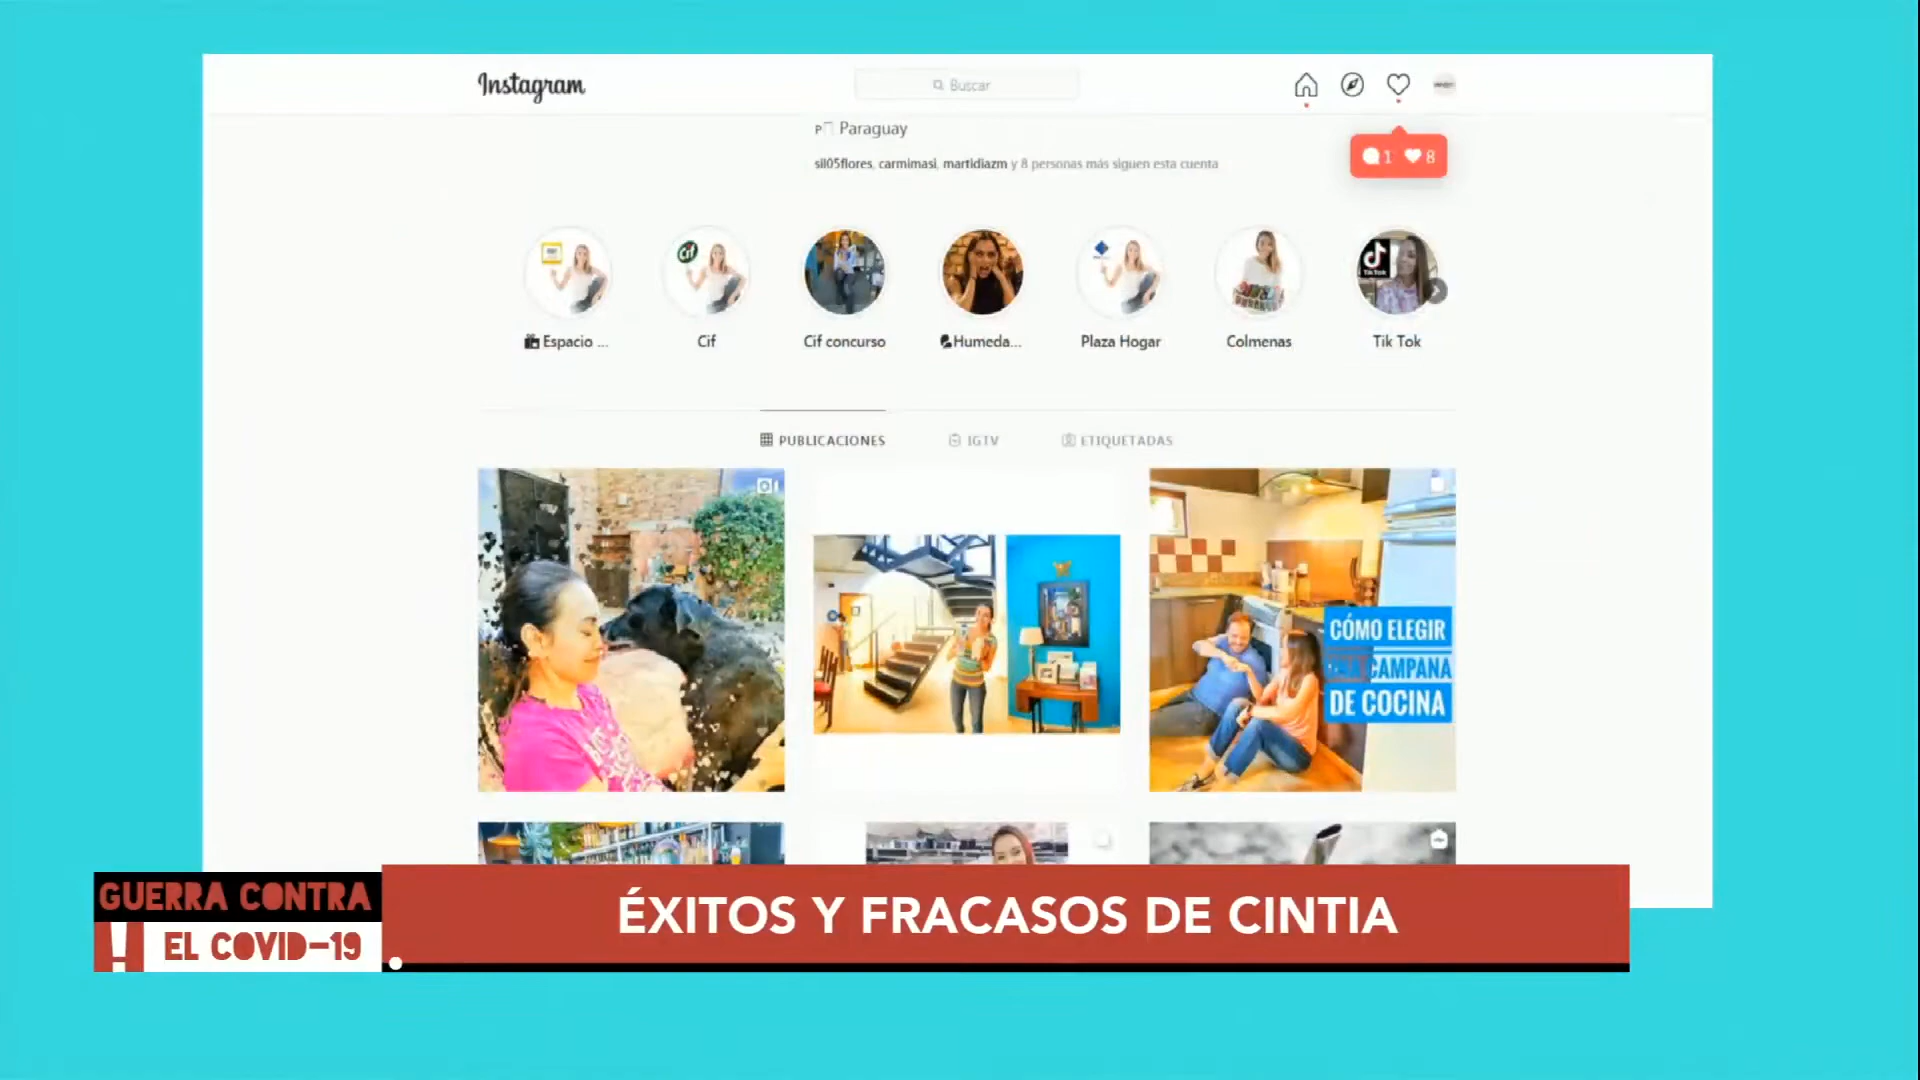 Instagram
Buscar
Paraguay
sil05flores, carmimasi, martidiazm y 8 personas más siguen esta cuenta
1 8
Espacio ...
Cif
Cif concurso
Humeda...
Plaza Hogar
Colmenas
Tik Tok
Cif
TikTok
PUBLICACIONES
IGTV
ETIQUETADAS
CÓMO ELEGIR
CAMPANA
DE COCINA
GUERRA CONTRA
EL COVID-19
ÉXITOS Y FRACASOS DE CINTIA